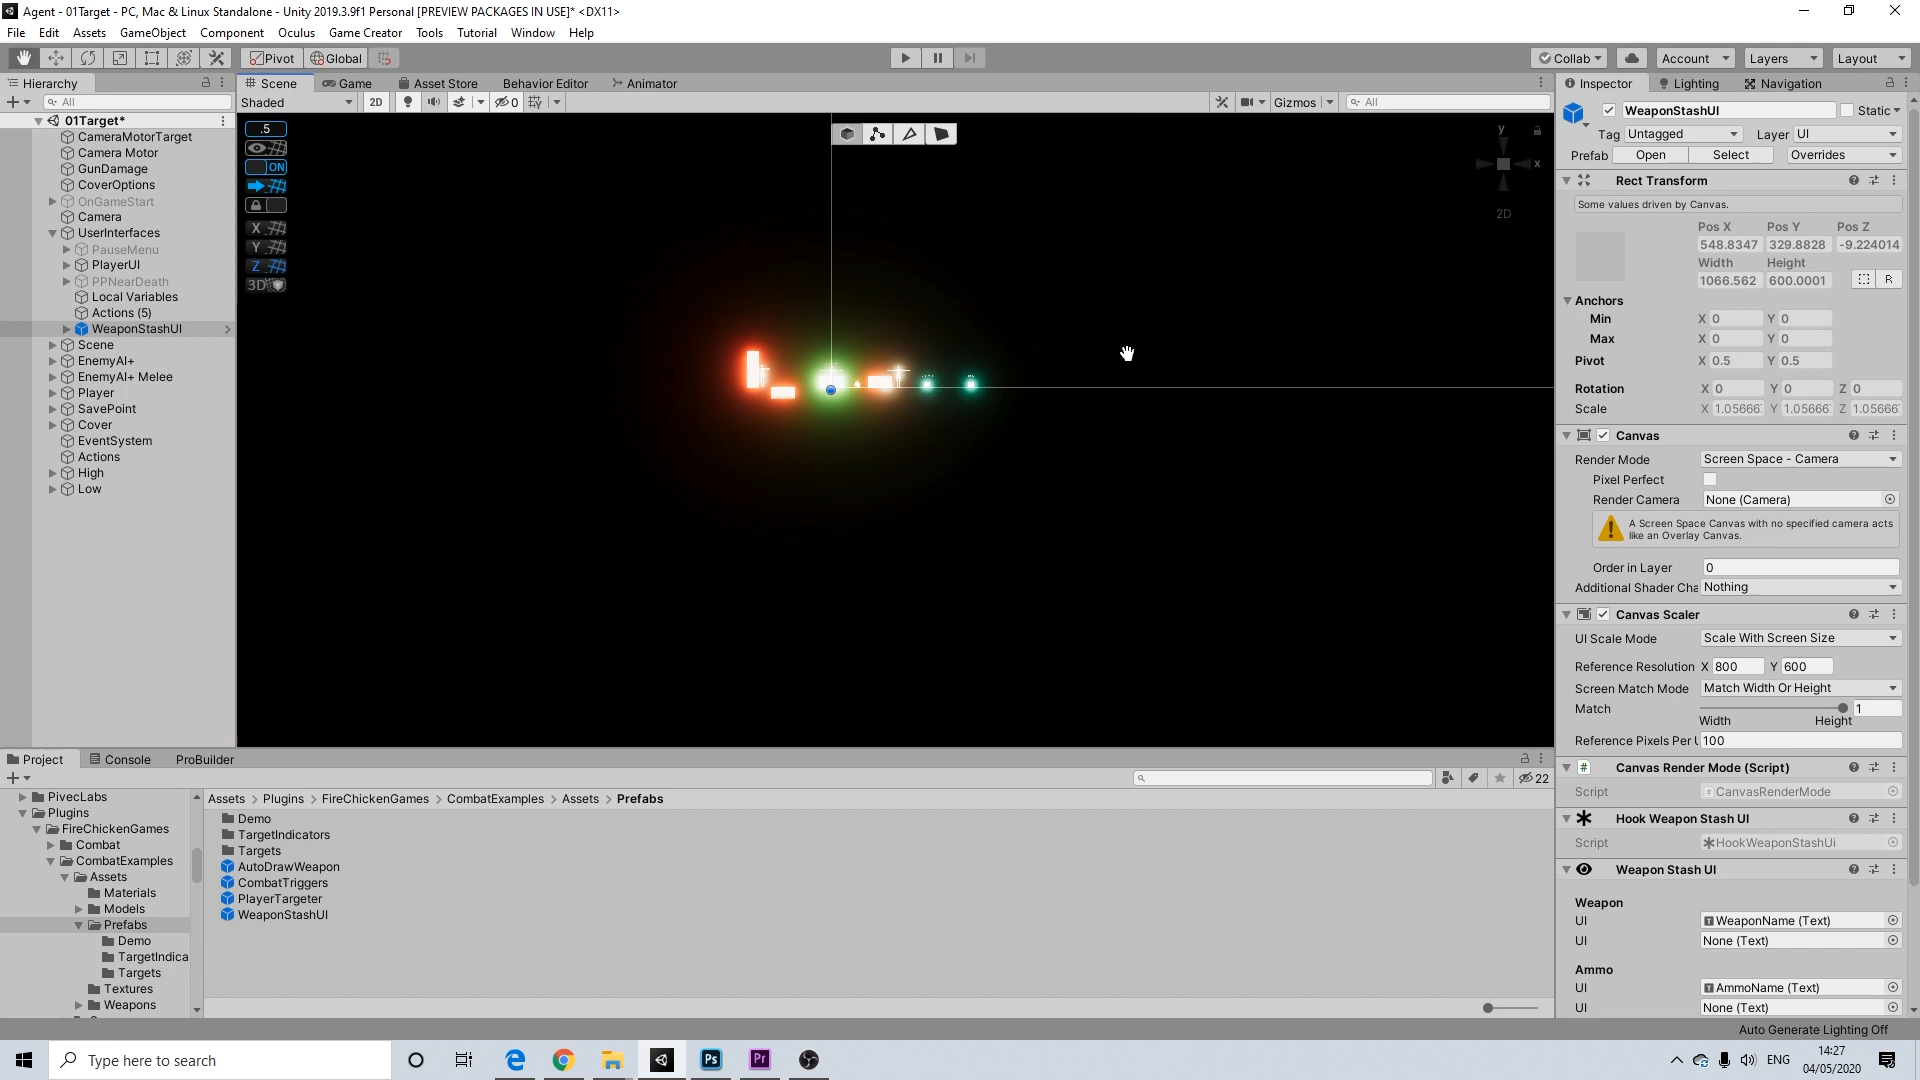 Agent - 01Target - PC, Mac & Linux Standalone - Unity 2019.3.9f1 Personal [PREVIEW PACKAGES IN USE]* <DX11>
File Edit Assets GameObject Component Oculus Game Creator Tools Tutorial Window Help
Pivot Global Collab Account Layers Layout
Hierarchy
All
01Target*
CameraMotorTarget
Camera Motor
GunDamage
CoverOptions
OnGameStart
Camera
UserInterfaces
PauseMenu
PlayerUI
PPNearDeath
Local Variables
Actions (5)
WeaponStashUI
Scene
EnemyAI+
EnemyAI+ Melee
Player
SavePoint
Cover
EventSystem
Actions
High
Low
Scene Game Asset Store Behavior Editor Animator
Shaded 2D 0 Gizmos All
.5
ON
X
Y
Z
3D
y
x
2D
Inspector Lighting Navigation
WeaponStashUI Static
Tag Untagged Layer UI
Prefab Open Select Overrides
Rect Transform
Some values driven by Canvas.
Pos X Pos Y Pos Z
548.8347 329.8828 -9.224014
Width Height
1066.562 600.0001 R
Anchors
Min X 0 Y 0
Max X 0 Y 0
Pivot X 0.5 Y 0.5
Rotation X 0 Y 0 Z 0
Scale X 1.05666 Y 1.05666 Z 1.05666
Canvas
Render Mode Screen Space - Camera
Pixel Perfect
Render Camera None (Camera)
A Screen Space Canvas with no specified camera acts
like an Overlay Canvas.
Order in Layer 0
Additional Shader Cha Nothing
Canvas Scaler
UI Scale Mode Scale With Screen Size
Reference Resolution X 800 Y 600
Screen Match Mode Match Width Or Height
Match 1
Width Height
Reference Pixels Per U 100
Canvas Render Mode (Script)
Script CanvasRenderMode
Hook Weapon Stash UI
Script HookWeaponStashUi
Weapon Stash UI
Weapon
UI WeaponName (Text)
UI None (Text)
Ammo
UI AmmoName (Text)
UI None (Text)
Project Console ProBuilder
22
PivecLabs
Plugins
FireChickenGames
Combat
CombatExamples
Assets
Materials
Models
Prefabs
Demo
TargetIndica
Targets
Textures
Weapons
Assets > Plugins > FireChickenGames > CombatExamples > Assets > Prefabs
Demo
TargetIndicators
Targets
AutoDrawWeapon
CombatTriggers
PlayerTargeter
WeaponStashUI
Auto Generate Lighting Off
Type here to search
Ps
Pr
ENG
14:27
04/05/2020